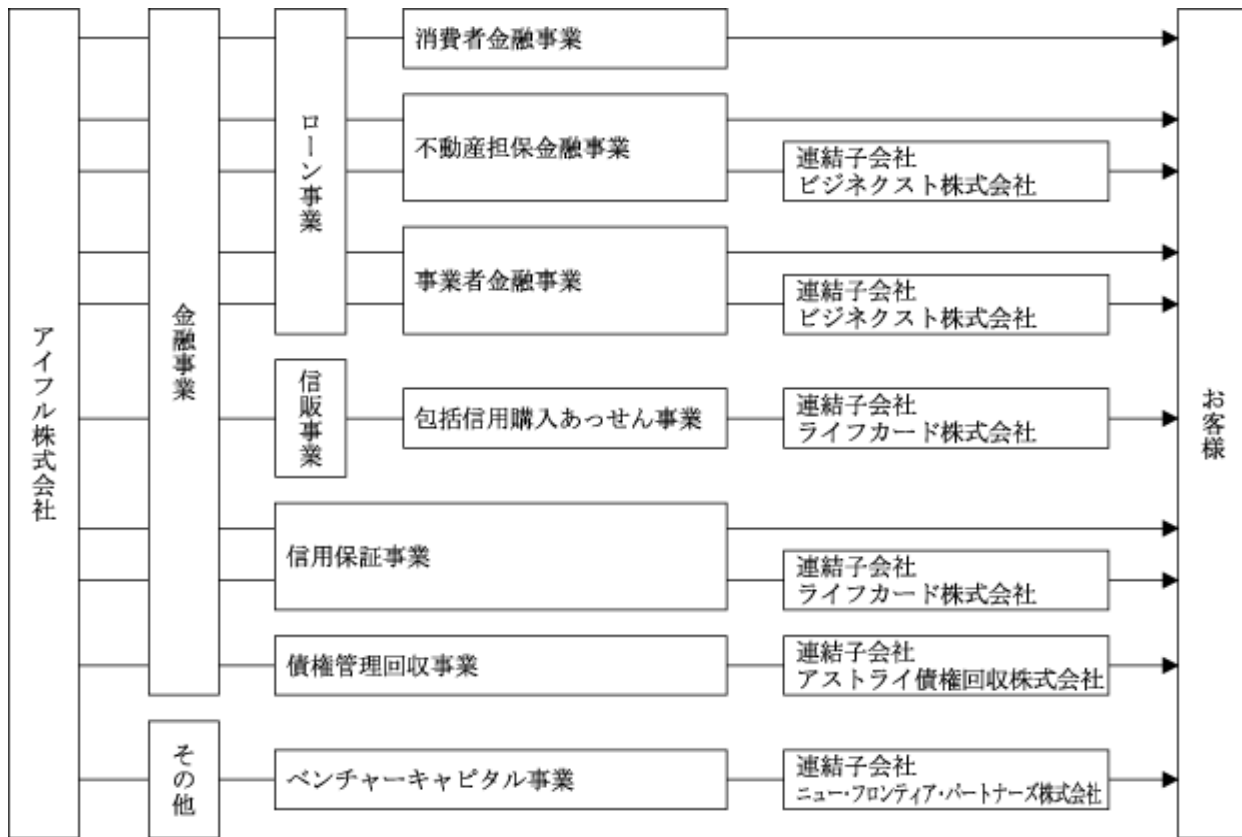 アイフル株式会社
金融事業
ローン事業
消費者金融事業
不動産担保金融事業
連結子会社
ビジネクスト株式会社
事業者金融事業
連結子会社
ビジネクスト株式会社
信販事業
包括信用購入あっせん事業
連結子会社
ライフカード株式会社
信用保証事業
連結子会社
ライフカード株式会社
債権管理回収事業
連結子会社
アストライ債権回収株式会社
その他
ベンチャーキャピタル事業
連結子会社
ニュー・フロンティア・パートナーズ株式会社
お客様